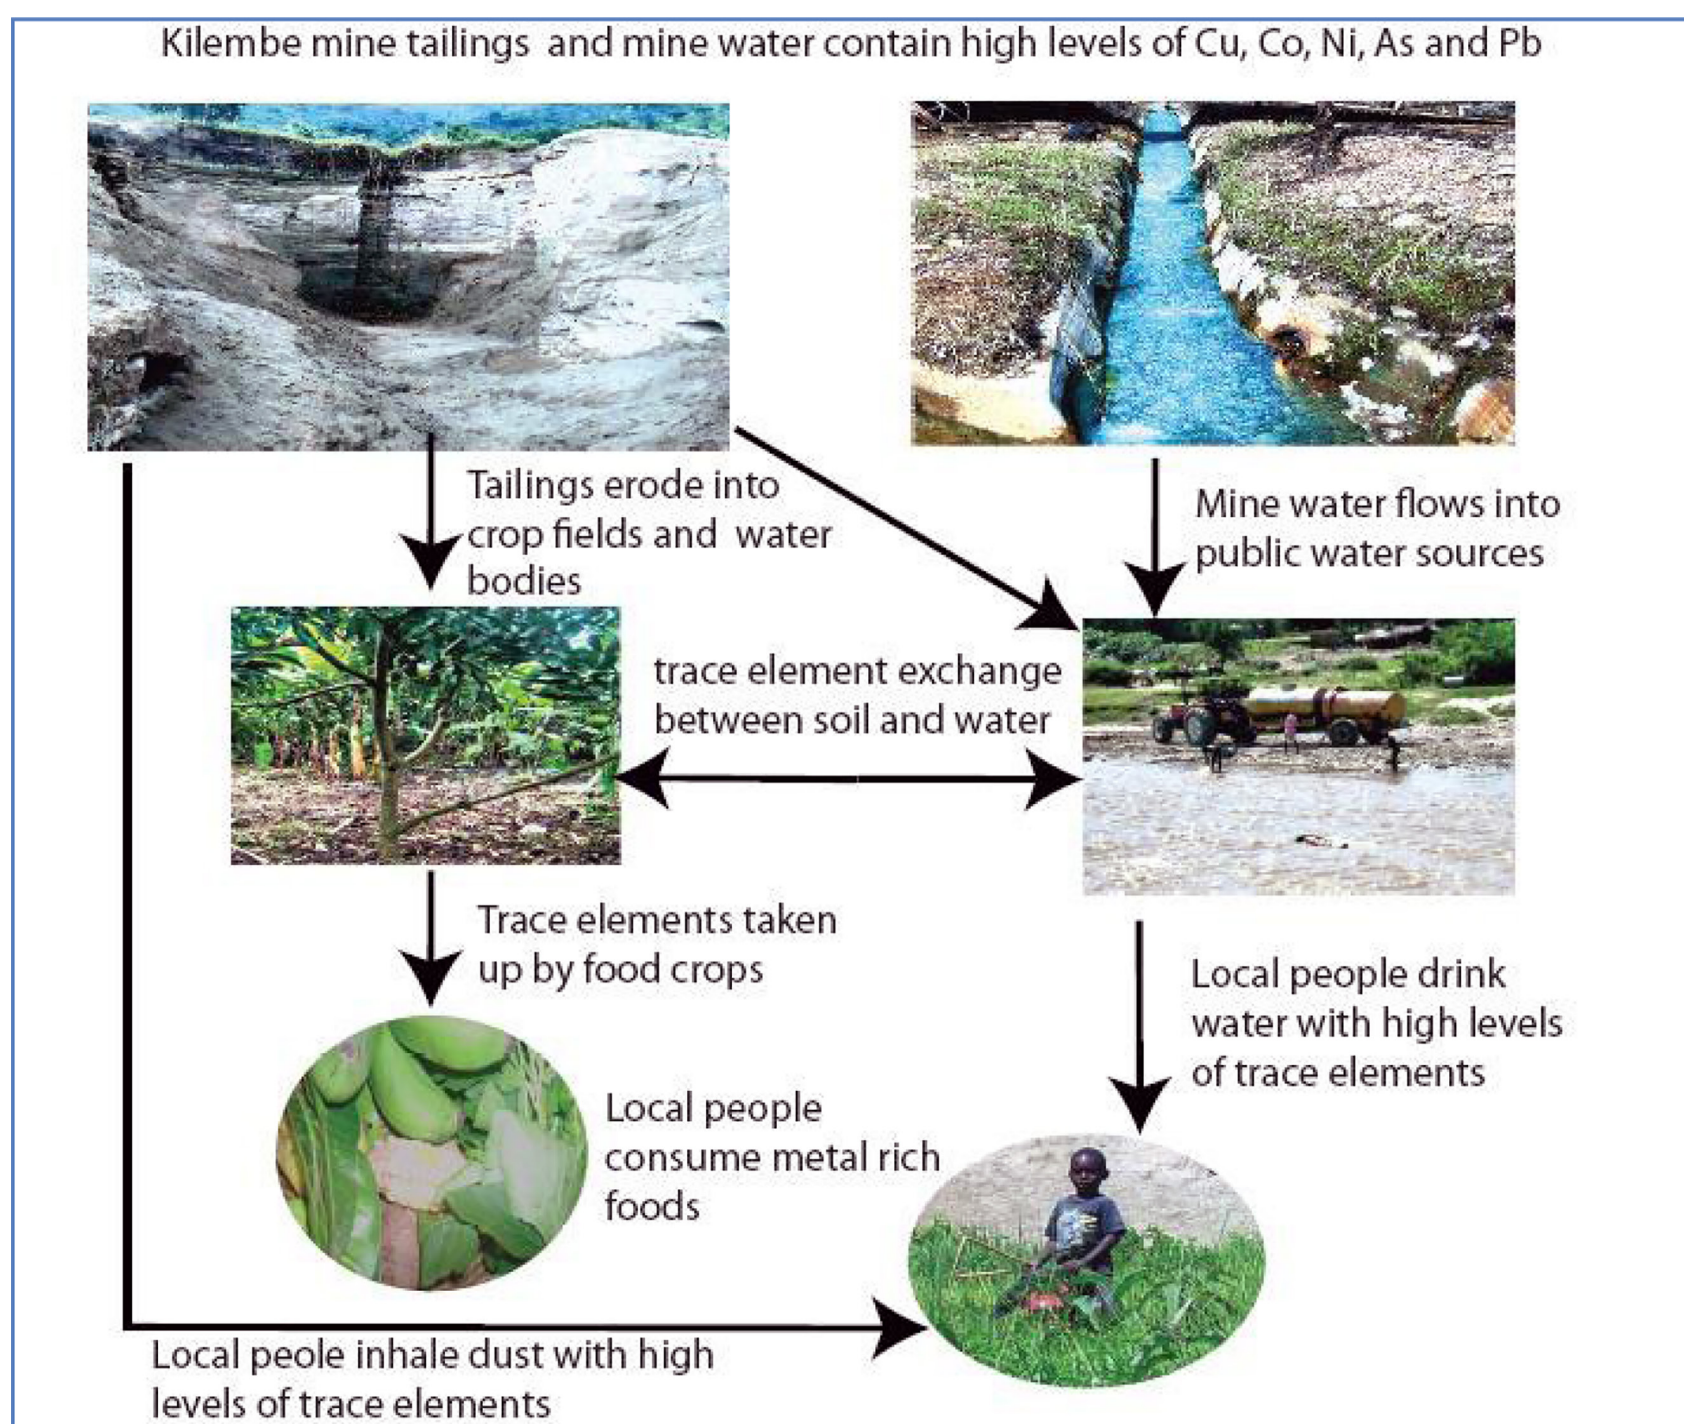 Kilembe mine tailings and mine water contain high levels of Cu, Co, Ni, As and Pb
Tailings erode into
crop fields and water
bodies
Mine water flows into
public water sources
trace element exchange
between soil and water
Trace elements taken
up by food crops
Local people drink
water with high levels
of trace elements
Local people
consume metal rich
foods
Local peole inhale dust with high
levels of trace elements